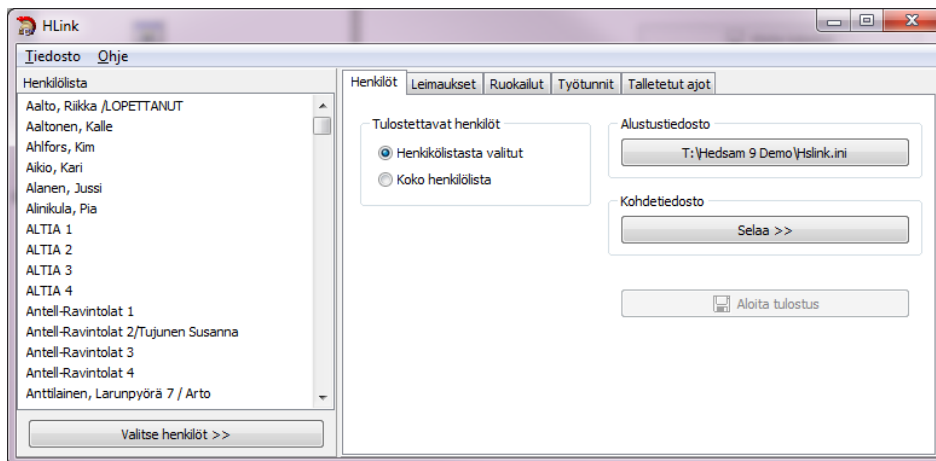 HLink
Tiedosto Ohje
Henkilölista
Aalto, Riikka /LOPETTANUT
Aaltonen, Kalle
Ahlfors, Kim
Aikio, Kari
Alanen, Jussi
Alinikula, Pia
ALTIA 1
ALTIA 2
ALTIA 3
ALTIA 4
Antell-Ravintolat 1
Antell-Ravintolat 2/Tujunen Susanna
Antell-Ravintolat 3
Antell-Ravintolat 4
Anttilainen, Larunpyörä 7 / Arto
Valitse henkilöt >>
Henkilöt Leimaukset Ruokailut Työtunnit Talletetut ajot
Tulostettavat henkilöt
Henkikölistasta valitut
Koko henkilölista
Alustustiedosto
T:\Hedsam 9 Demo\Hslink.ini
Kohdetiedosto
Selaa >>
Aloita tulostus